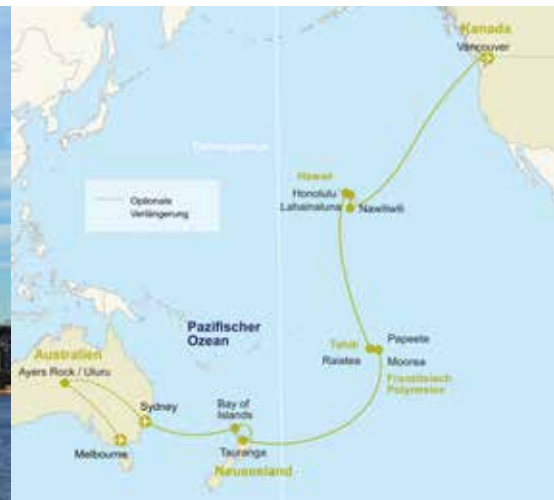 Kanada
Vancouver
Datumsgrenze
Hawaii
Honolulu
Lahainaluna
Nawiliwili
Optionale
Verlängerung
Pazifischer
Ozean
Tahiti
Papeete
Raiatea
Moorea
Französisch
Polynesien
Australien
Ayers Rock / Uluru
Sydney
Bay of
Islands
Melbourne
Tauranga
Neuseeland